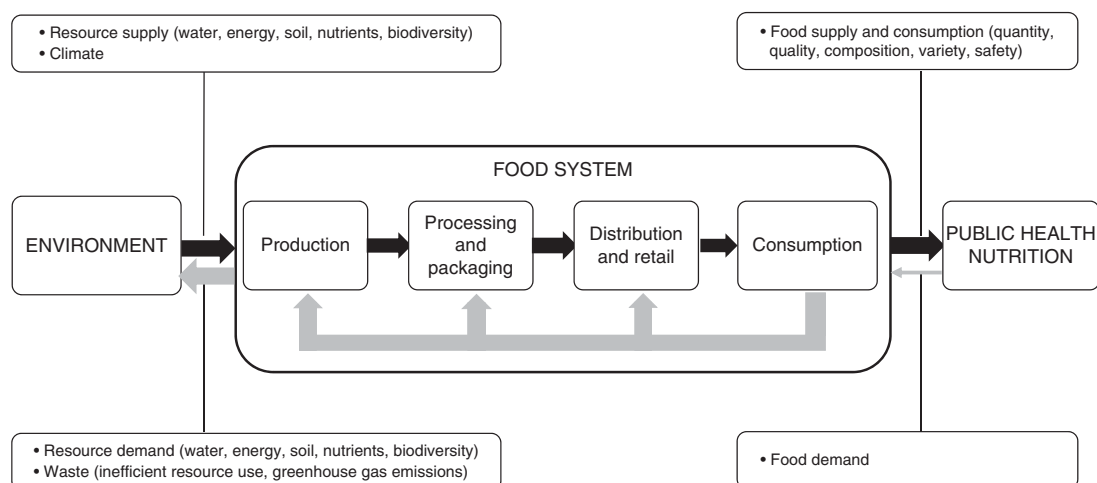 • Resource supply (water, energy, soil, nutrients, biodiversity)
• Climate
• Food supply and consumption (quantity,
quality, composition, variety, safety)
FOOD SYSTEM
ENVIRONMENT
Production
Processing
and
packaging
Distribution
and retail
Consumption
PUBLIC HEALTH
NUTRITION
• Resource demand (water, energy, soil, nutrients, biodiversity)
• Waste (inefficient resource use, greenhouse gas emissions)
• Food demand